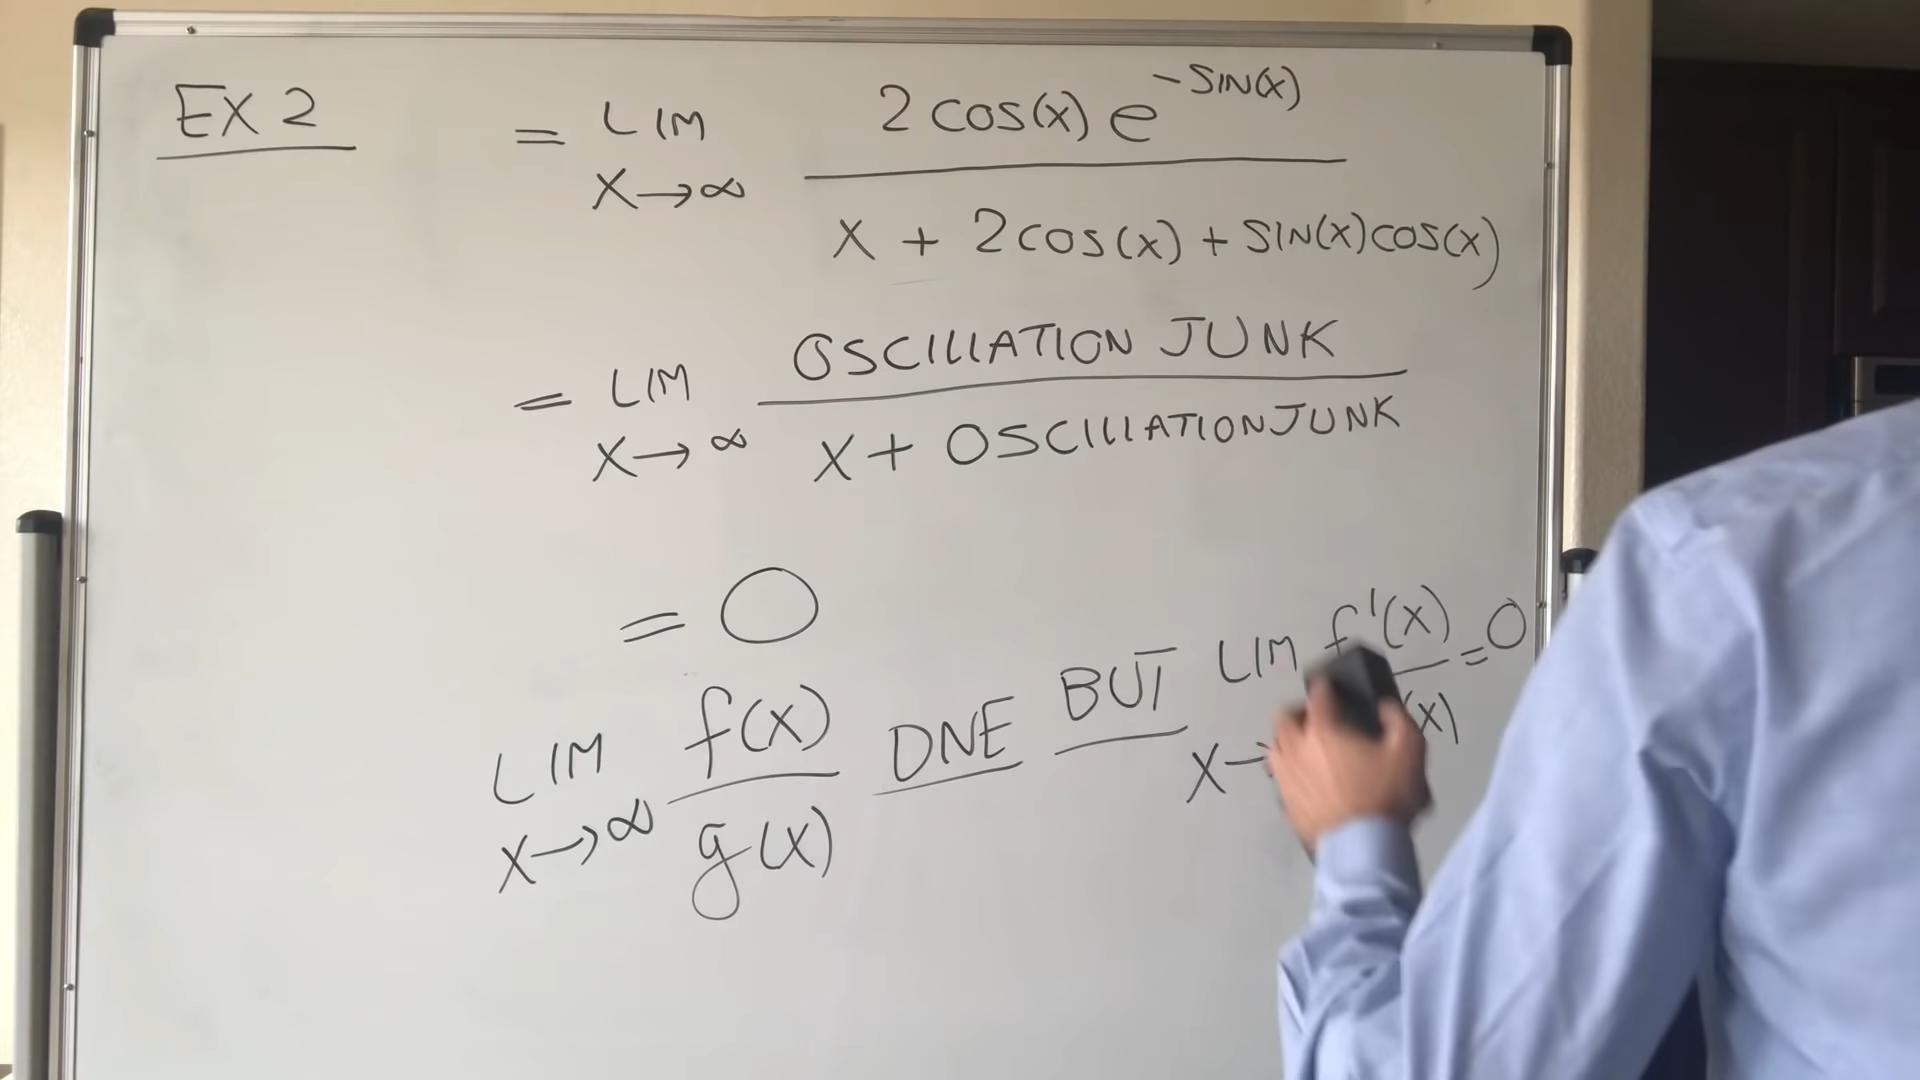 EX 2
= LIM 2 COS(X) e^-SIN(X)
X→∞ X + 2COS(X) + SIN(X)COS(X)
= LIM OSCILLATION JUNK
X→∞ X + OSCILLATION JUNK
= 0
LIM f(x) DNE BUT LIM f'(x) = 0
X→∞ g(x) X→ (x)